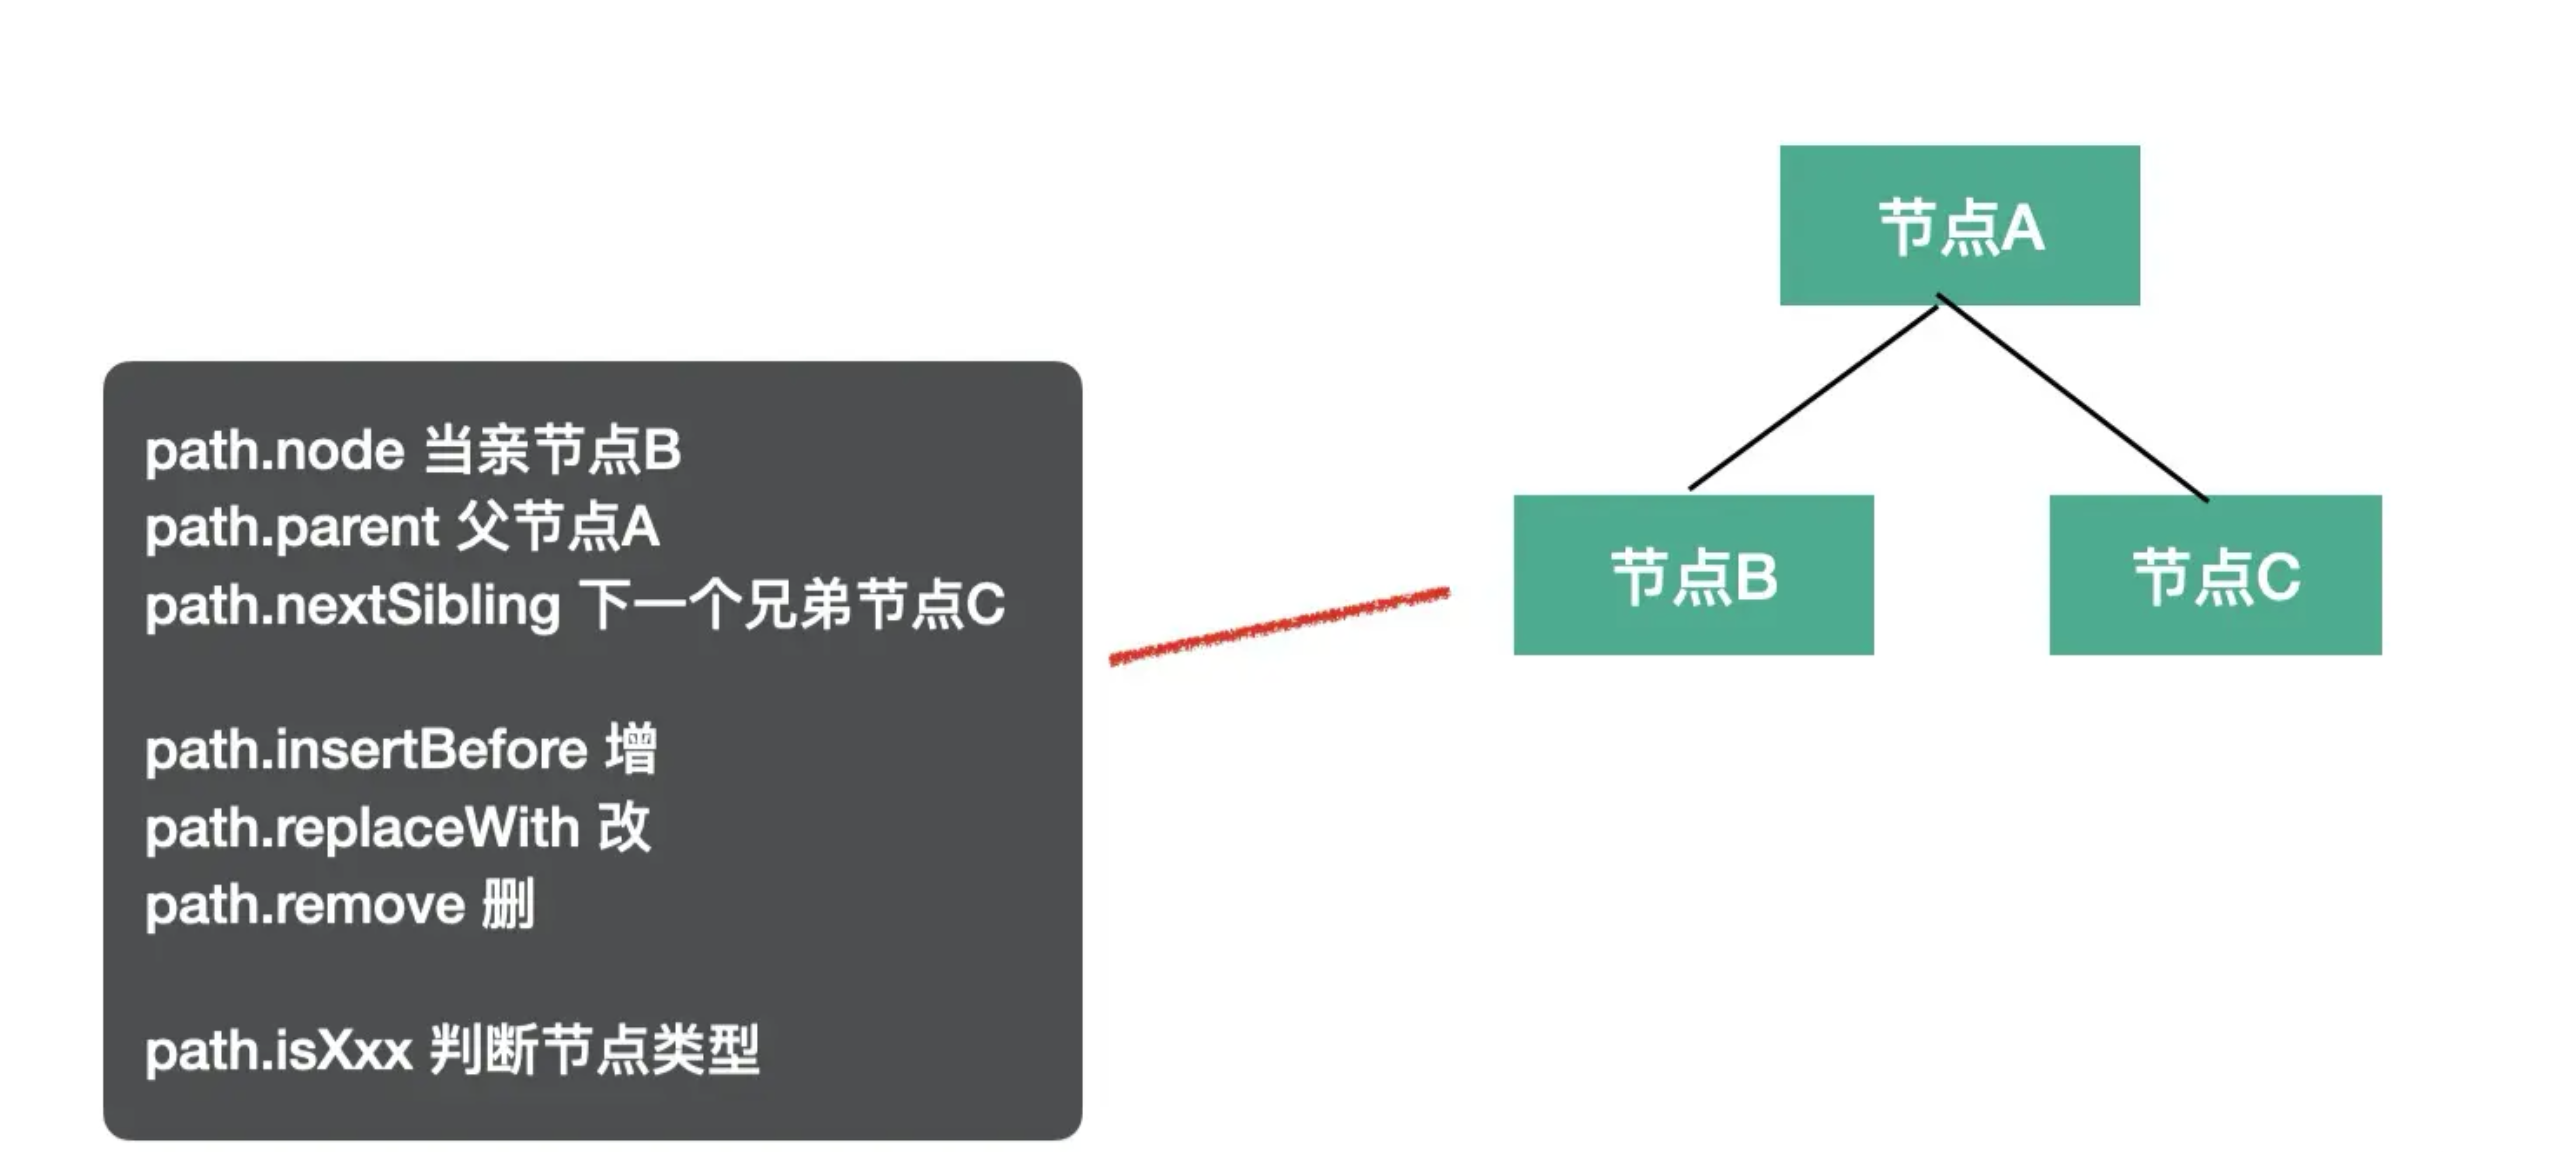 path.node 当亲节点B
path.parent 父节点A
path.nextSibling 下一个兄弟节点C
path.insertBefore 增
path.replaceWith 改
path.remove 删
path.isXxx 判断节点类型
节点A
节点B
节点C